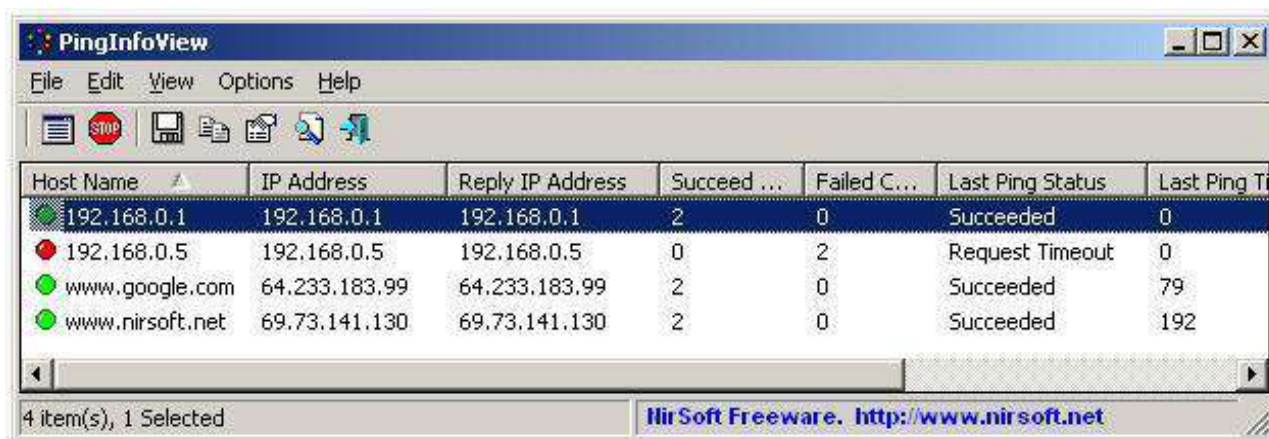 PingInfoView
File Edit View Options Help
STOP
Host Name IP Address Reply IP Address Succeed ... Failed C... Last Ping Status Last Ping Ti
192.168.0.1 192.168.0.1 192.168.0.1 2 0 Succeeded 0
192.168.0.5 192.168.0.5 192.168.0.5 0 2 Request Timeout 0
www.google.com 64.233.183.99 64.233.183.99 2 0 Succeeded 79
www.nirsoft.net 69.73.141.130 69.73.141.130 2 0 Succeeded 192
4 item(s), 1 Selected NirSoft Freeware. http://www.nirsoft.net